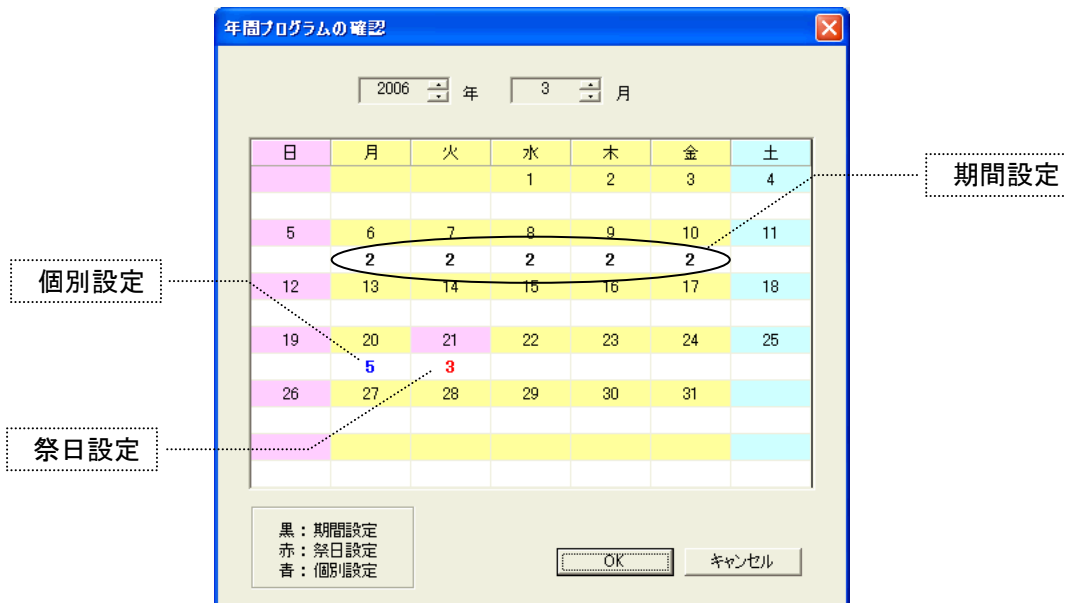 年間プログラムの確認
2006 年 3 月
日 月 火 水 木 金 土
1 2 3 4
期間設定
5 6 7 8 9 10 11
2 2 2 2 2
個別設定
12 13 14 15 16 17 18
19 20 21 22 23 24 25
5 3
26 27 28 29 30 31
祭日設定
黒：期間設定
赤：祭日設定
青：個別設定
OK キャンセル